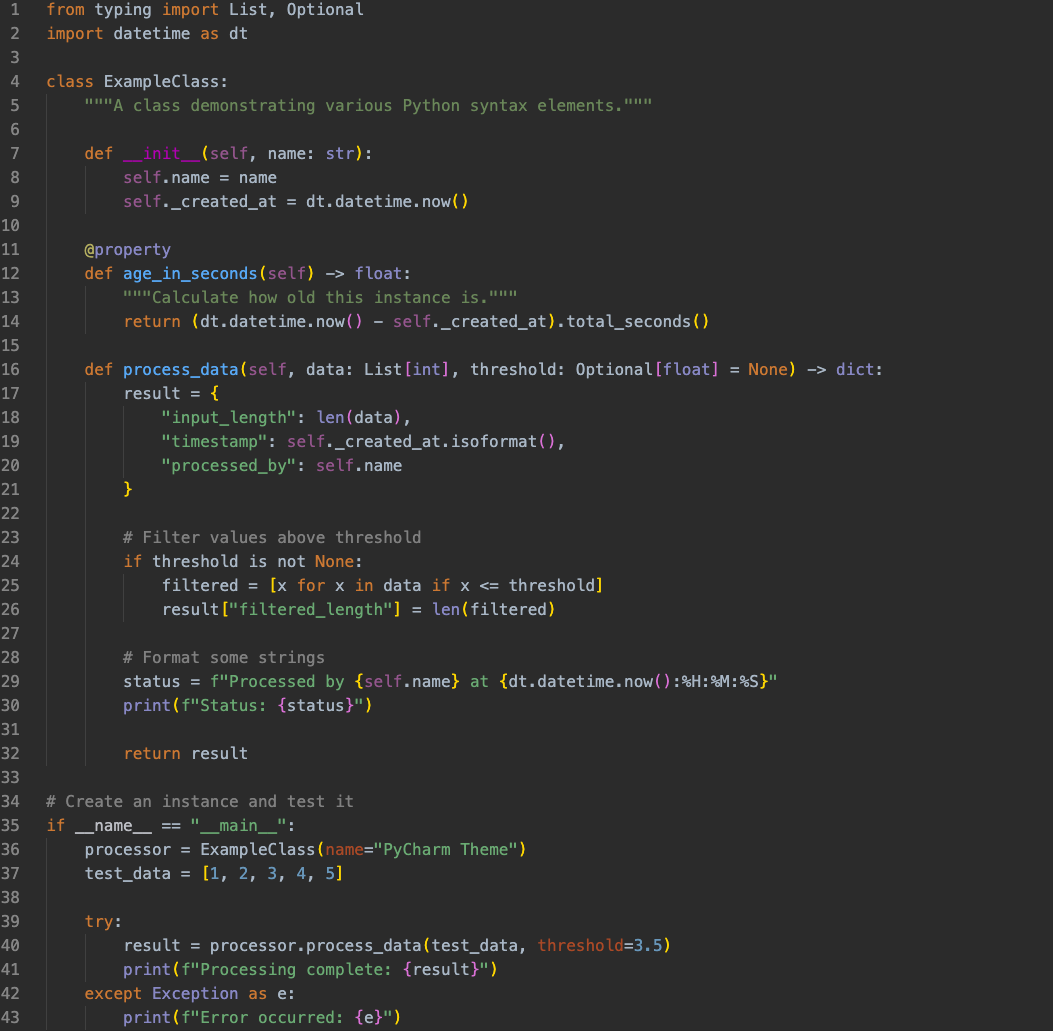 1 from typing import List, Optional
2 import datetime as dt
3
4 class ExampleClass:
5     """A class demonstrating various Python syntax elements."""
6
7     def __init__(self, name: str):
8         self.name = name
9         self._created_at = dt.datetime.now()
10
11     @property
12     def age_in_seconds(self) -> float:
13         """Calculate how old this instance is."""
14         return (dt.datetime.now() - self._created_at).total_seconds()
15
16     def process_data(self, data: List[int], threshold: Optional[float] = None) -> dict:
17         result = {
18             "input_length": len(data),
19             "timestamp": self._created_at.isoformat(),
20             "processed_by": self.name
21         }
22
23         # Filter values above threshold
24         if threshold is not None:
25             filtered = [x for x in data if x <= threshold]
26             result["filtered_length"] = len(filtered)
27
28         # Format some strings
29         status = f"Processed by {self.name} at {dt.datetime.now():%H:%M:%S}"
30         print(f"Status: {status}")
31
32         return result
33
34 # Create an instance and test it
35 if __name__ == "__main__":
36     processor = ExampleClass(name="PyCharm Theme")
37     test_data = [1, 2, 3, 4, 5]
38
39     try:
40         result = processor.process_data(test_data, threshold=3.5)
41         print(f"Processing complete: {result}")
42     except Exception as e:
43         print(f"Error occurred: {e}")